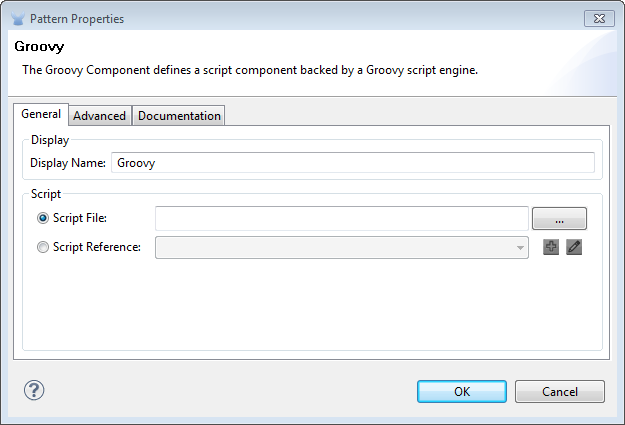 Pattern Properties
Groovy
The Groovy Component defines a script component backed by a Groovy script engine.
General Advanced Documentation
Display
Display Name: Groovy
Script
Script File: ...
Script Reference:
? OK Cancel